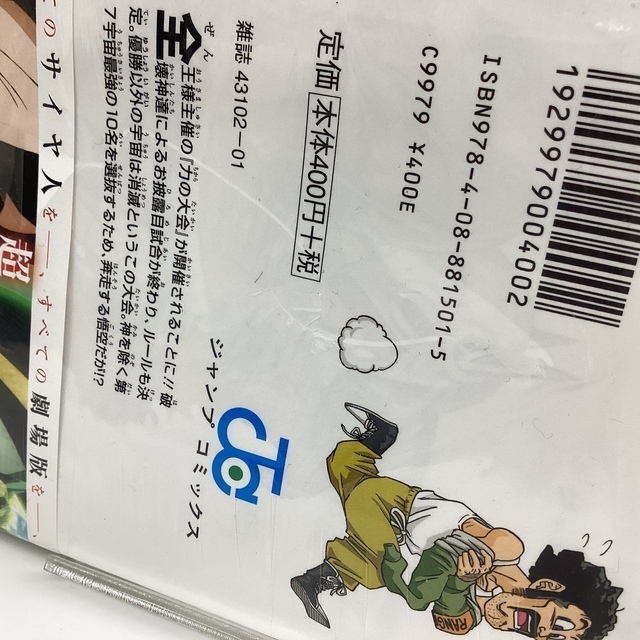 1929979004002
ISBN978-4-08-881501-5
C9979 ¥400E
定価 本体400円+税
雑誌 43102-01
全王様主催の『力の大会』が開催されることに!! 破
壊神達によるお披露目試合が終わり、ルールも決
定。優勝以外の宇宙は消滅というこの大会。神を除く第
7宇宙最強の10名を選抜するため、奔走する悟空だが!?
ジャンプ コミックス
JC
のサイヤ人を――、すべての劇場版を――、
超